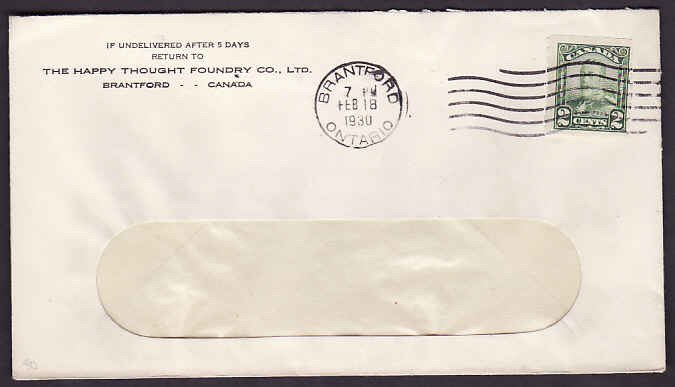 IF UNDELIVERED AFTER 5 DAYS
RETURN TO
THE HAPPY THOUGHT FOUNDRY CO., LTD.
BRANTFORD - - CANADA
BRANTFORD
7 PM
FEB 18
1930
ONTARIO
CANADA
2 CENTS 2